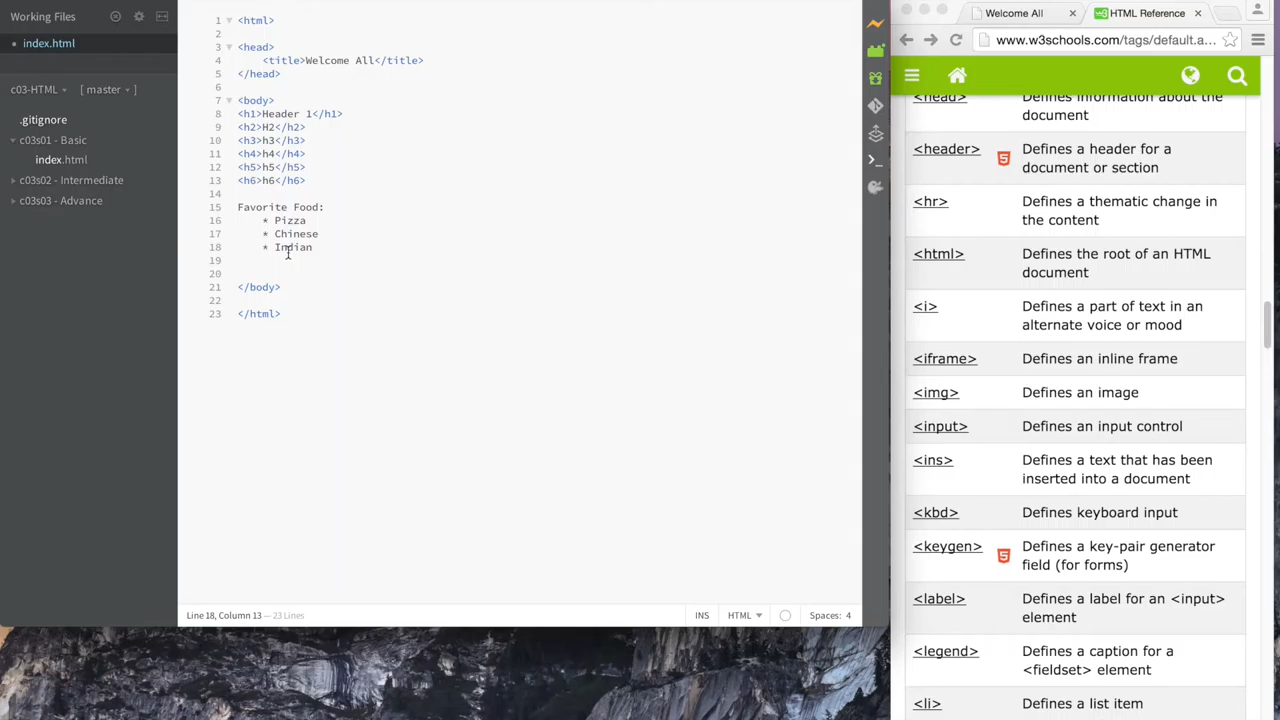 Working Files
index.html
c03-HTML [ master ]
.gitignore
c03s01 - Basic
index.html
c03s02 - Intermediate
c03s03 - Advance
1 <html>
2
3 <head>
4 <title>Welcome All</title>
5 </head>
6
7 <body>
8 <h1>Header 1</h1>
9 <h2>H2</h2>
10 <h3>h3</h3>
11 <h4>h4</h4>
12 <h5>h5</h5>
13 <h6>h6</h6>
14
15 Favorite Food:
16 * Pizza
17 * Chinese
18 * Indian
19
20
21 </body>
22
23 </html>
Line 18, Column 13 — 23 Lines
INS HTML Spaces: 4
Welcome All
HTML Reference
www.w3schools.com/tags/default.a...
<head> Defines information about the
document
<header> Defines a header for a
document or section
<hr> Defines a thematic change in
the content
<html> Defines the root of an HTML
document
<i> Defines a part of text in an
alternate voice or mood
<iframe> Defines an inline frame
<img> Defines an image
<input> Defines an input control
<ins> Defines a text that has been
inserted into a document
<kbd> Defines keyboard input
<keygen> Defines a key-pair generator
field (for forms)
<label> Defines a label for an <input>
element
<legend> Defines a caption for a
<fieldset> element
<li> Defines a list item